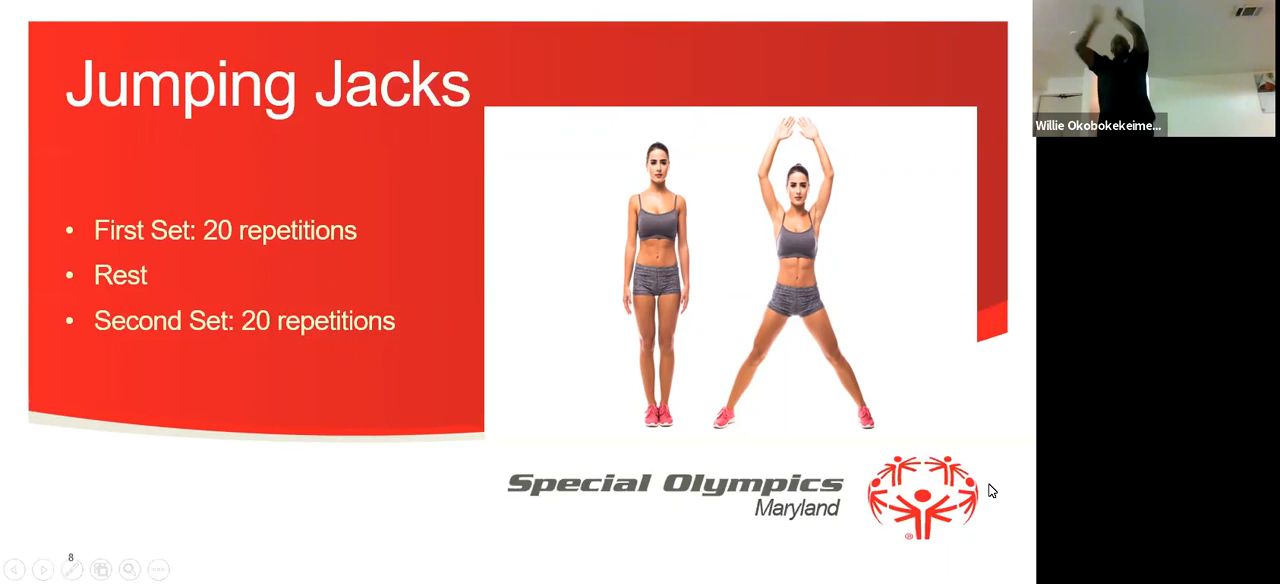 Jumping Jacks
• First Set: 20 repetitions
• Rest
• Second Set: 20 repetitions
Willie Okobokekeime...
Special Olympics
Maryland
®
8